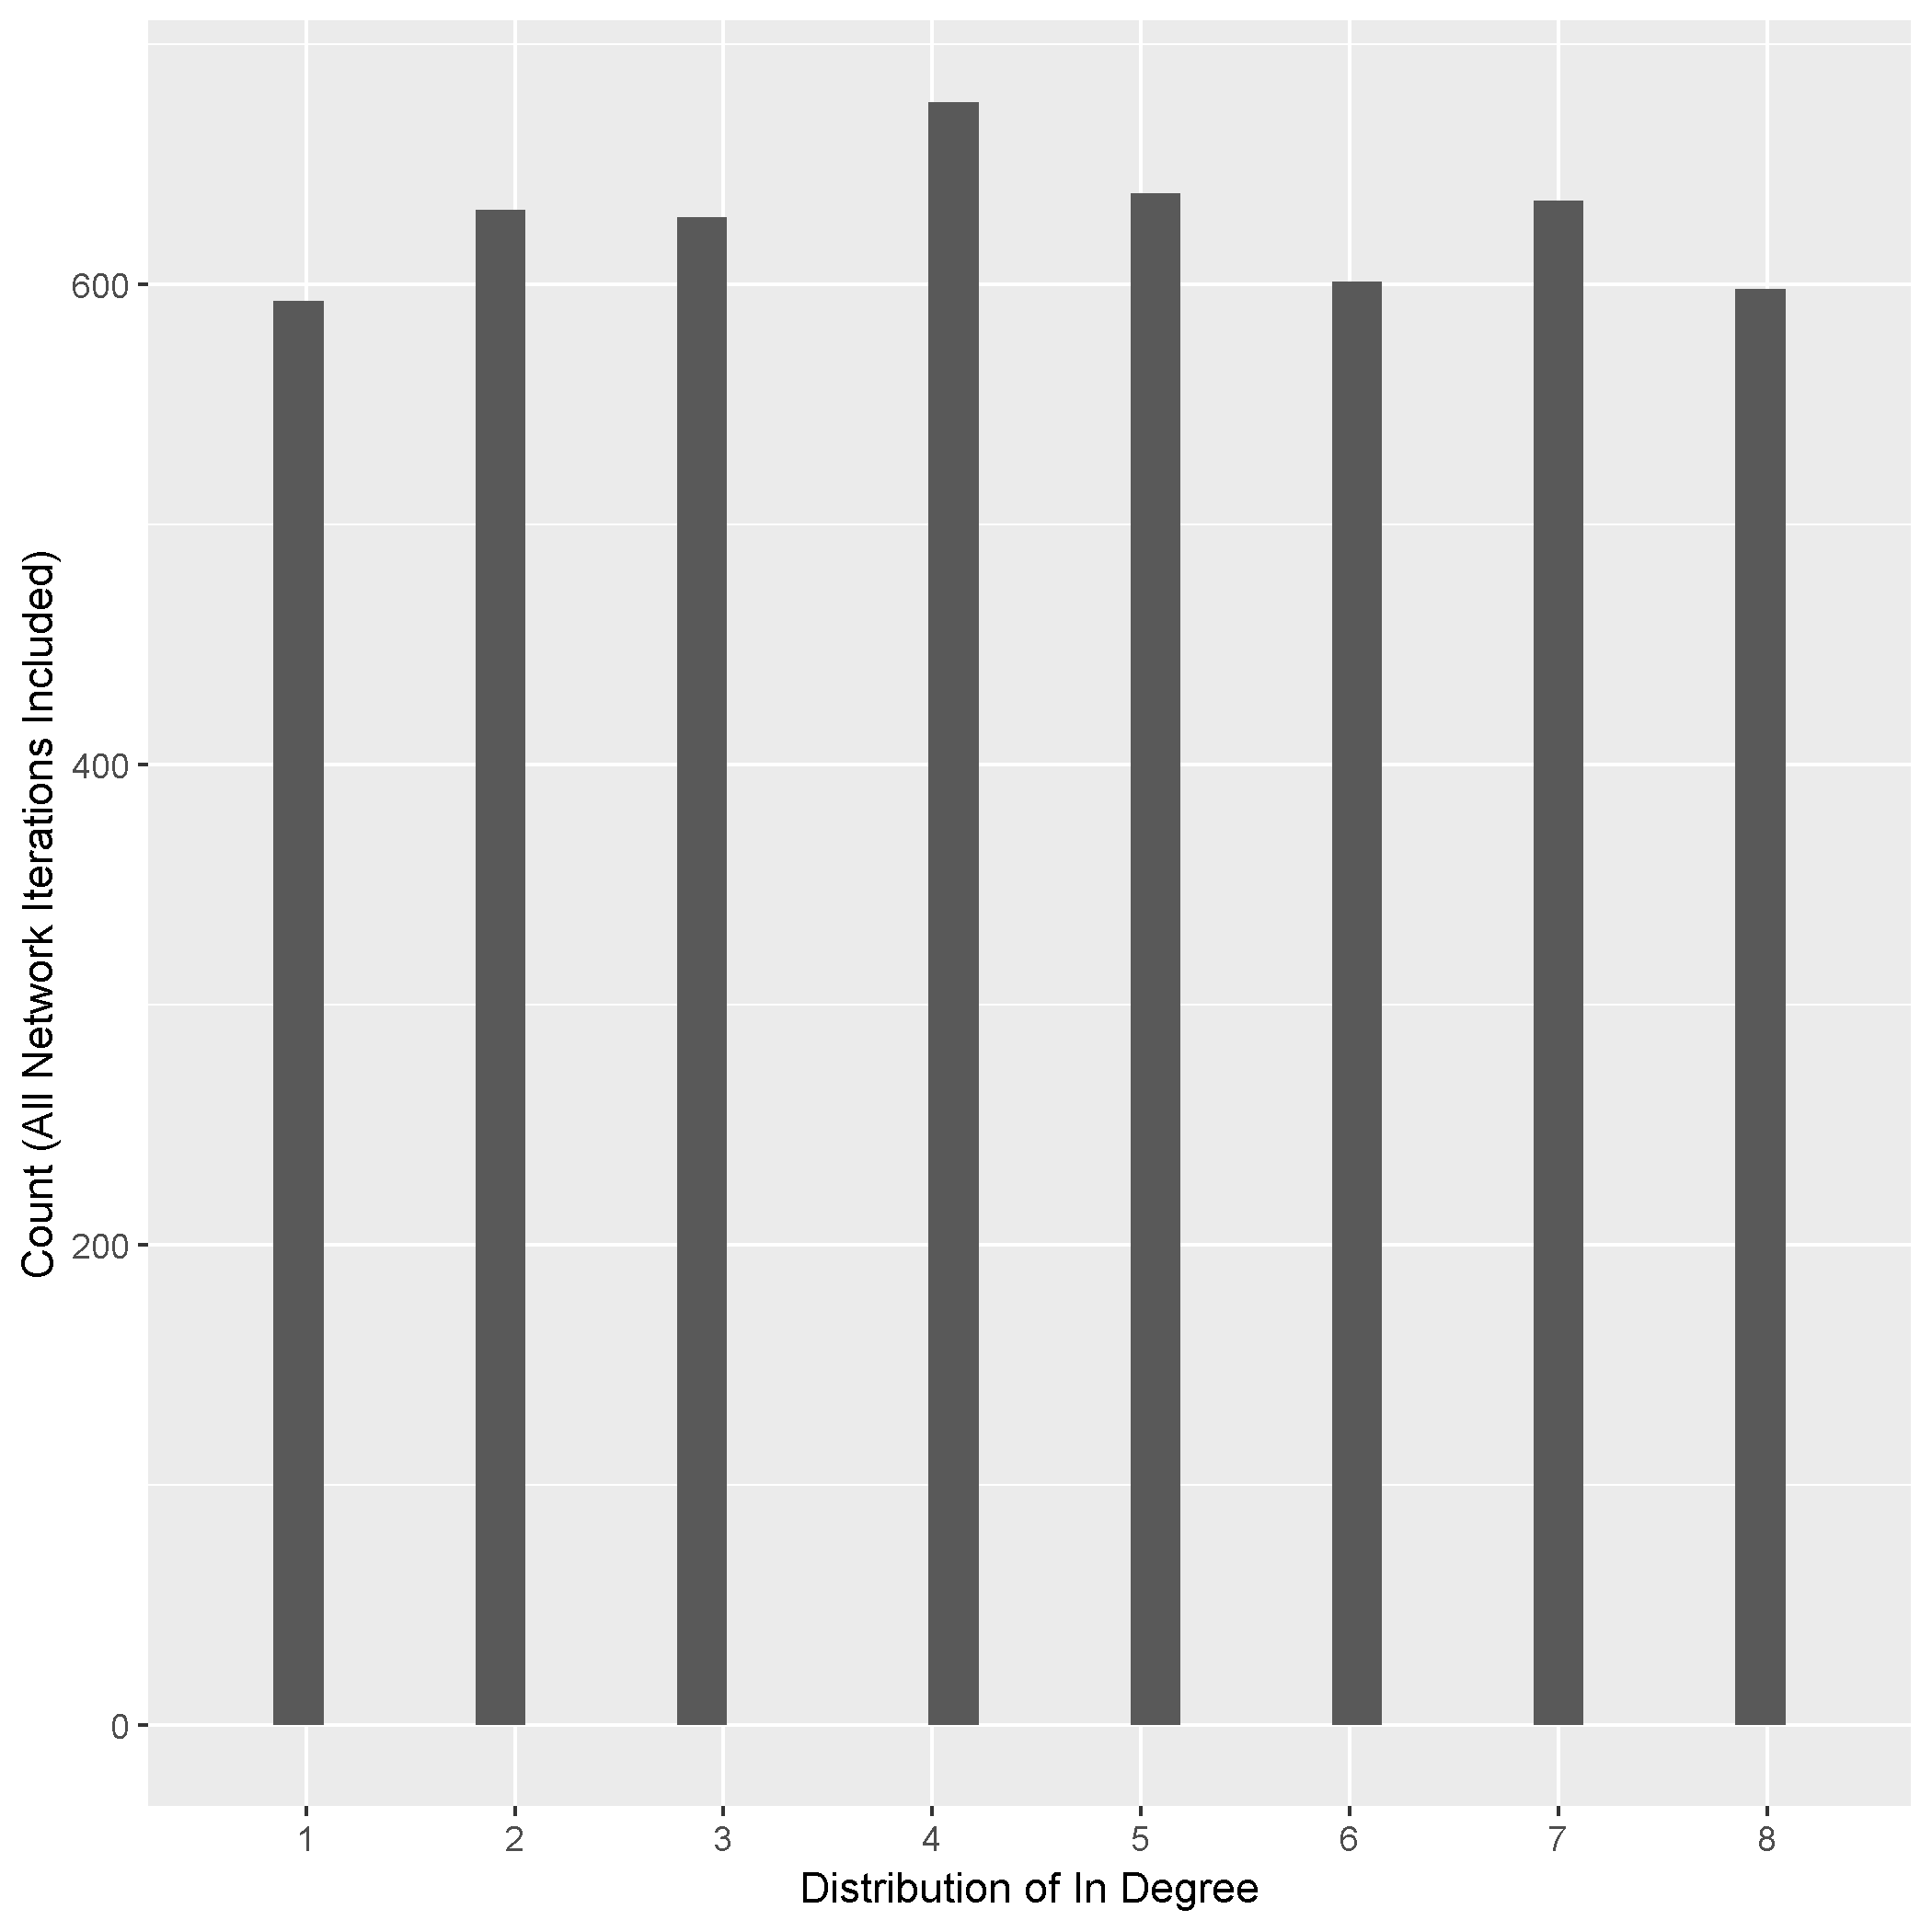 Count (All Network Iterations Included)
600
400
200
0
1 2 3 4 5 6 7 8
Distribution of In Degree